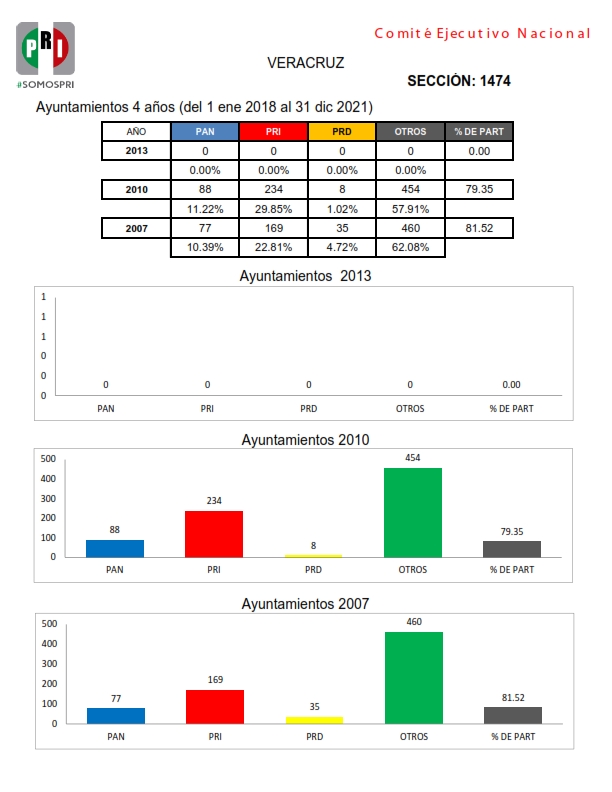 Comité Ejecutivo Nacional
PRI
#SOMOSPRI
VERACRUZ
SECCIÓN: 1474
Ayuntamientos 4 años (del 1 ene 2018 al 31 dic 2021)
AÑO PAN PRI PRD OTROS % DE PART
2013 0 0 0 0 0.00
0.00% 0.00% 0.00% 0.00%
2010 88 234 8 454 79.35
11.22% 29.85% 1.02% 57.91%
2007 77 169 35 460 81.52
10.39% 22.81% 4.72% 62.08%
Ayuntamientos 2013
1
1
1
0
0
0
0 0 0 0 0.00
PAN PRI PRD OTROS % DE PART
Ayuntamientos 2010
500
400
300
200
100
0
88 234 8 454 79.35
PAN PRI PRD OTROS % DE PART
Ayuntamientos 2007
500
400
300
200
100
0
77 169 35 460 81.52
PAN PRI PRD OTROS % DE PART